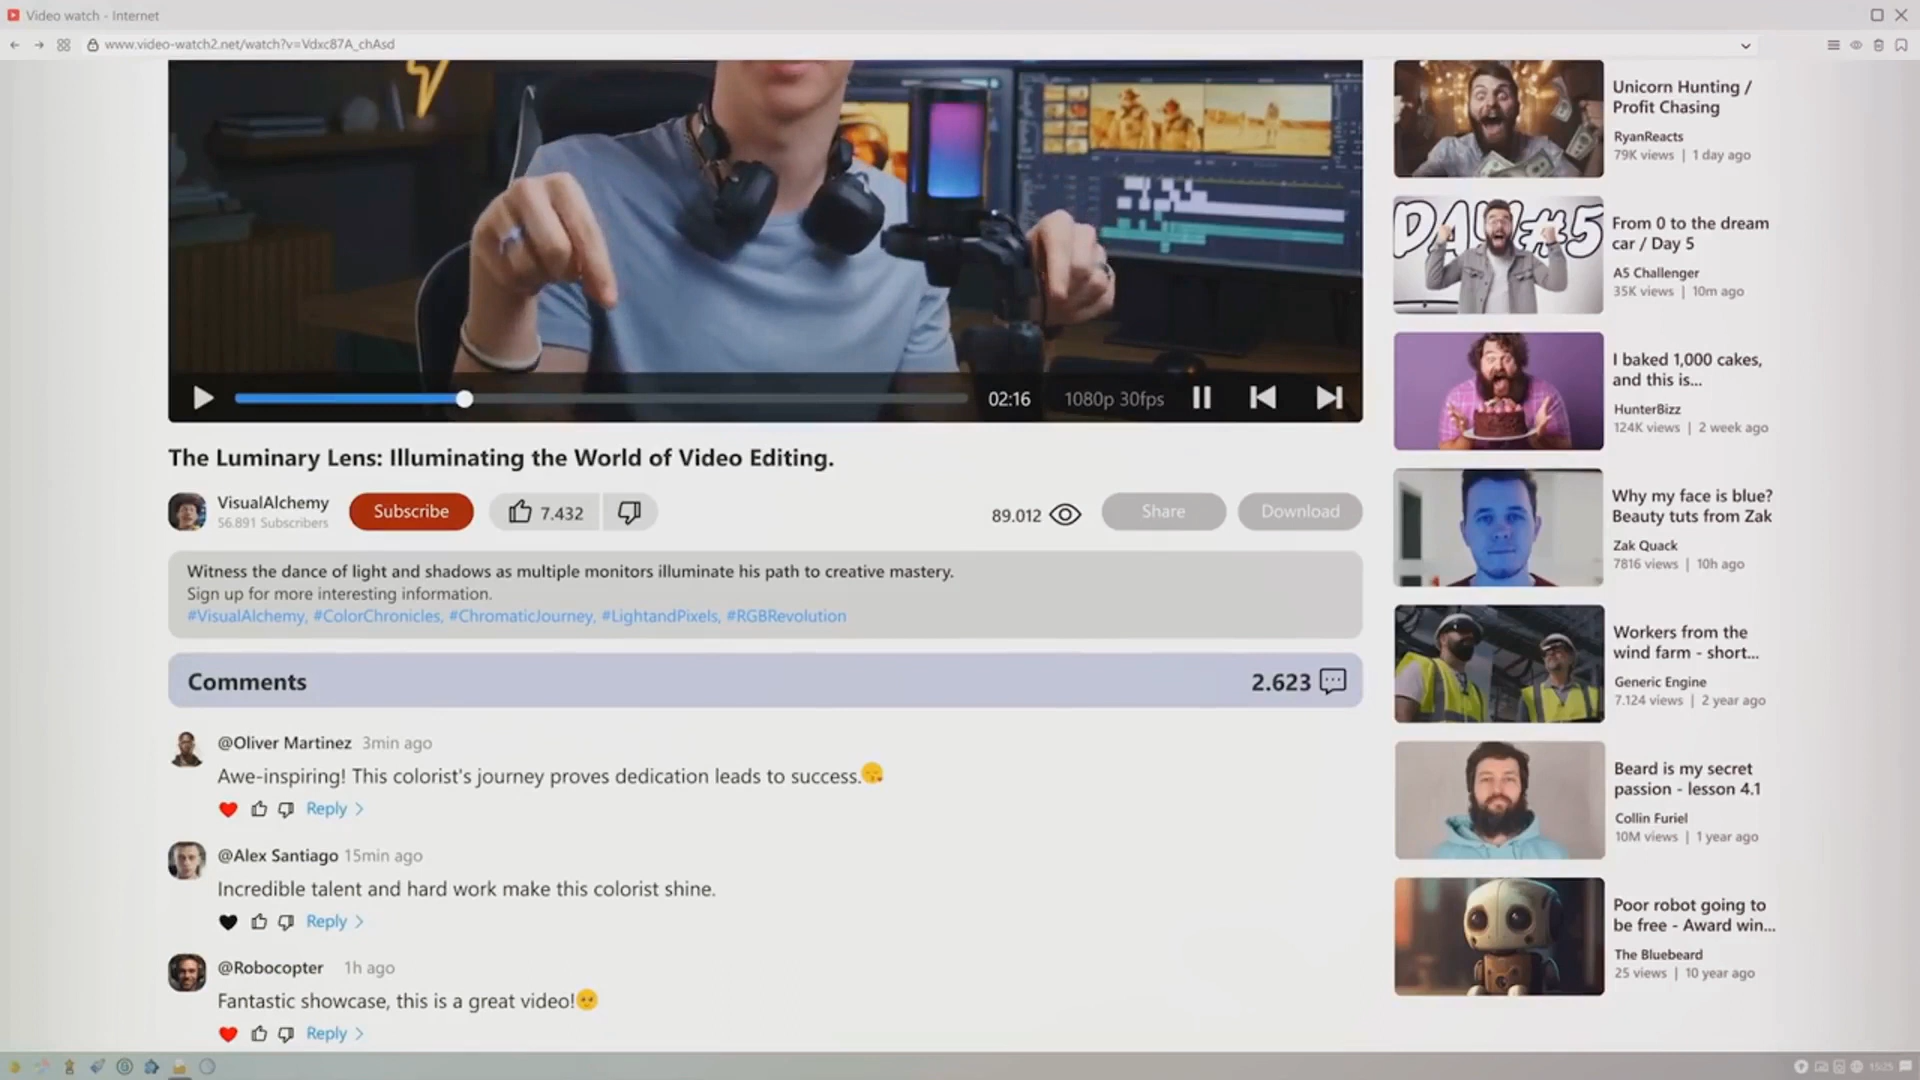 Video watch - Internet
www.video-watch2.net/watch?v=Vdxc87A_chAsd
02:16
1080p 30fps
The Luminary Lens: Illuminating the World of Video Editing.
VisualAlchemy
56.891 Subscribers
Subscribe
7.432
89.012
Share
Download
Witness the dance of light and shadows as multiple monitors illuminate his path to creative mastery.
Sign up for more interesting information.
#VisualAlchemy, #ColorChronicles, #ChromaticJourney, #LightandPixels, #RGBRevolution
Comments
2.623
@Oliver Martinez 3min ago
Awe-inspiring! This colorist's journey proves dedication leads to success.
Reply >
@Alex Santiago 15min ago
Incredible talent and hard work make this colorist shine.
Reply >
@Robocopter 1h ago
Fantastic showcase, this is a great video!
Reply >
Unicorn Hunting /
Profit Chasing
RyanReacts
79K views | 1 day ago
DAY #5
From 0 to the dream
car / Day 5
A5 Challenger
35K views | 10m ago
I baked 1,000 cakes,
and this is...
HunterBizz
124K views | 2 week ago
Why my face is blue?
Beauty tuts from Zak
Zak Quack
7816 views | 10h ago
Workers from the
wind farm - short...
Generic Engine
7.124 views | 2 year ago
Beard is my secret
passion - lesson 4.1
Collin Furiel
10M views | 1 year ago
Poor robot going to
be free - Award win...
The Bluebeard
25 views | 10 year ago
15:25